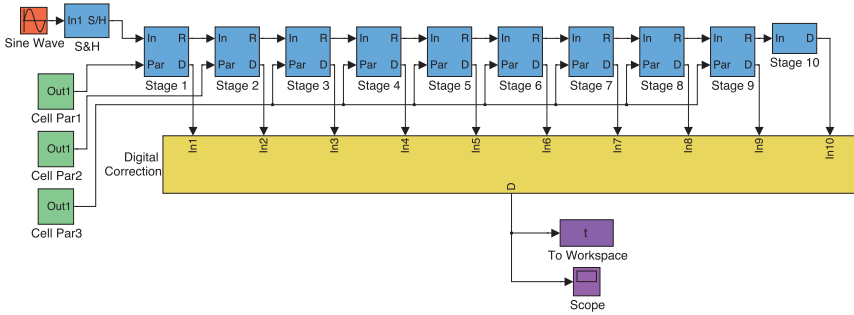 Sine Wave
In1 S/H
S&H
In R
Par D
Stage 1
In R
Par D
Stage 2
In R
Par D
Stage 3
In R
Par D
Stage 4
In R
Par D
Stage 5
In R
Par D
Stage 6
In R
Par D
Stage 7
In R
Par D
Stage 8
In R
Par D
Stage 9
In D
Stage 10
Out1
Cell Par1
Out1
Cell Par2
Out1
Cell Par3
Digital
Correction
In1
In2
In3
In4
In5
In6
In7
In8
In9
In10
D
t
To Workspace
Scope